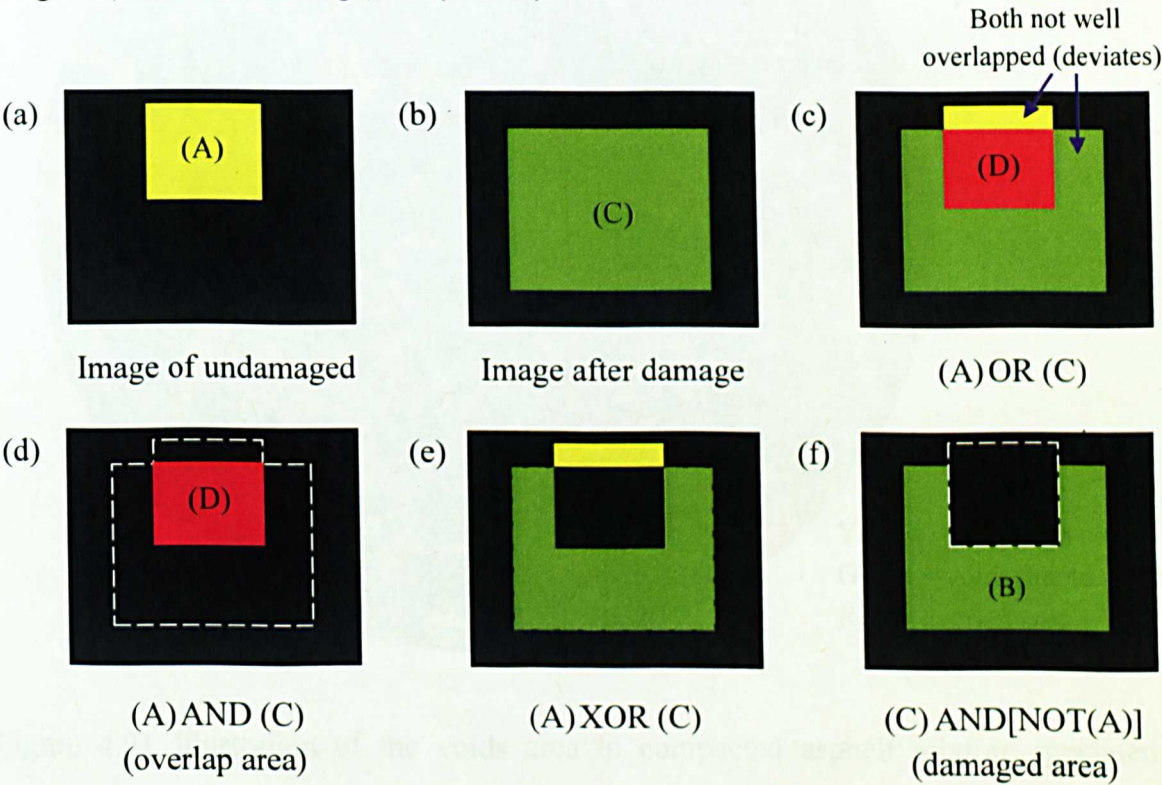 Both not well
overlapped (deviates)
(a)
(A)
(b)
(C)
(c)
(D)
Image of undamaged
Image after damage
(A) OR (C)
(d)
(D)
(e)
(f)
(B)
(A) AND (C)
(overlap area)
(A) XOR (C)
(C) AND[NOT(A)]
(damaged area)